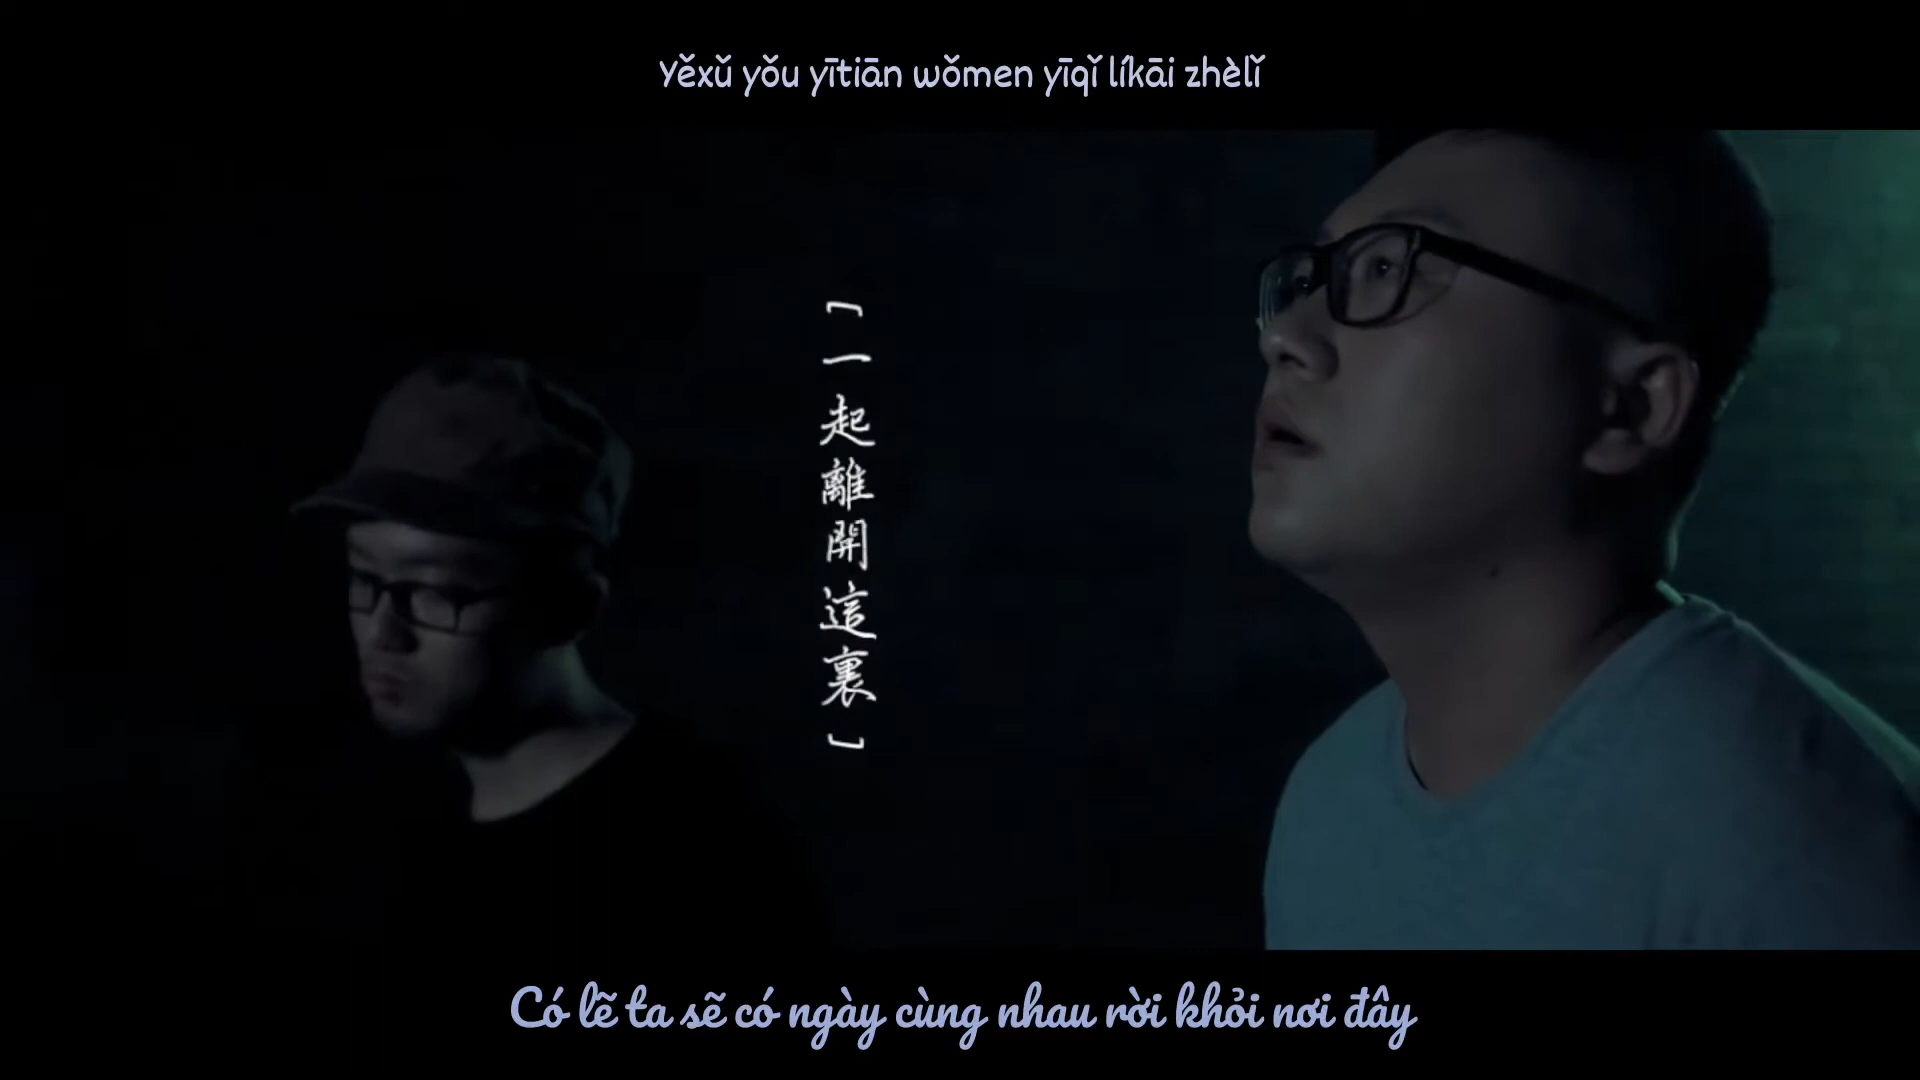 Yěxǔ yǒu yītiān wǒmen yīqǐ líkāi zhèlǐ
「一起離開這裏」
Có lẽ ta sẽ có ngày cùng nhau rời khỏi nơi đây